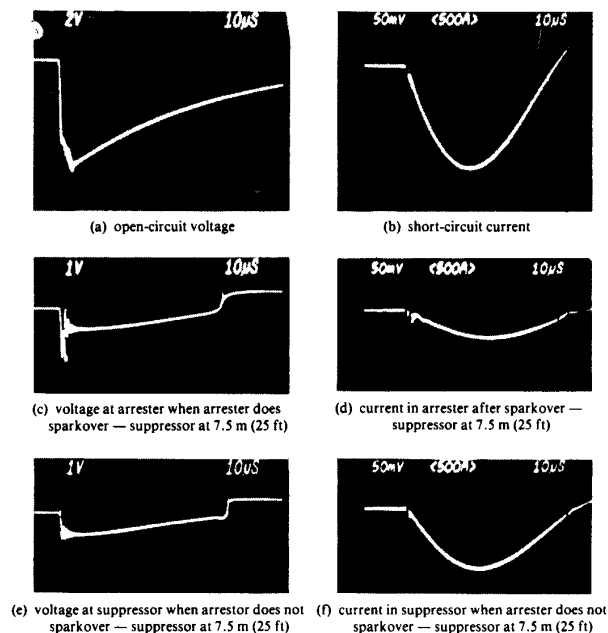 2V 10µS
50mV <500A> 10µS
(a) open-circuit voltage
(b) short-circuit current
1V 10µS
50mV <500A> 10µS
(c) voltage at arrester when arrester does
sparkover — suppressor at 7.5 m (25 ft)
(d) current in arrester after sparkover —
suppressor at 7.5 m (25 ft)
1V 10µS
50mV <500A> 10µS
(e) voltage at suppressor when arrestor does not
sparkover — suppressor at 7.5 m (25 ft)
(f) current in suppressor when arrester does not
sparkover — suppressor at 7.5 m (25 ft)